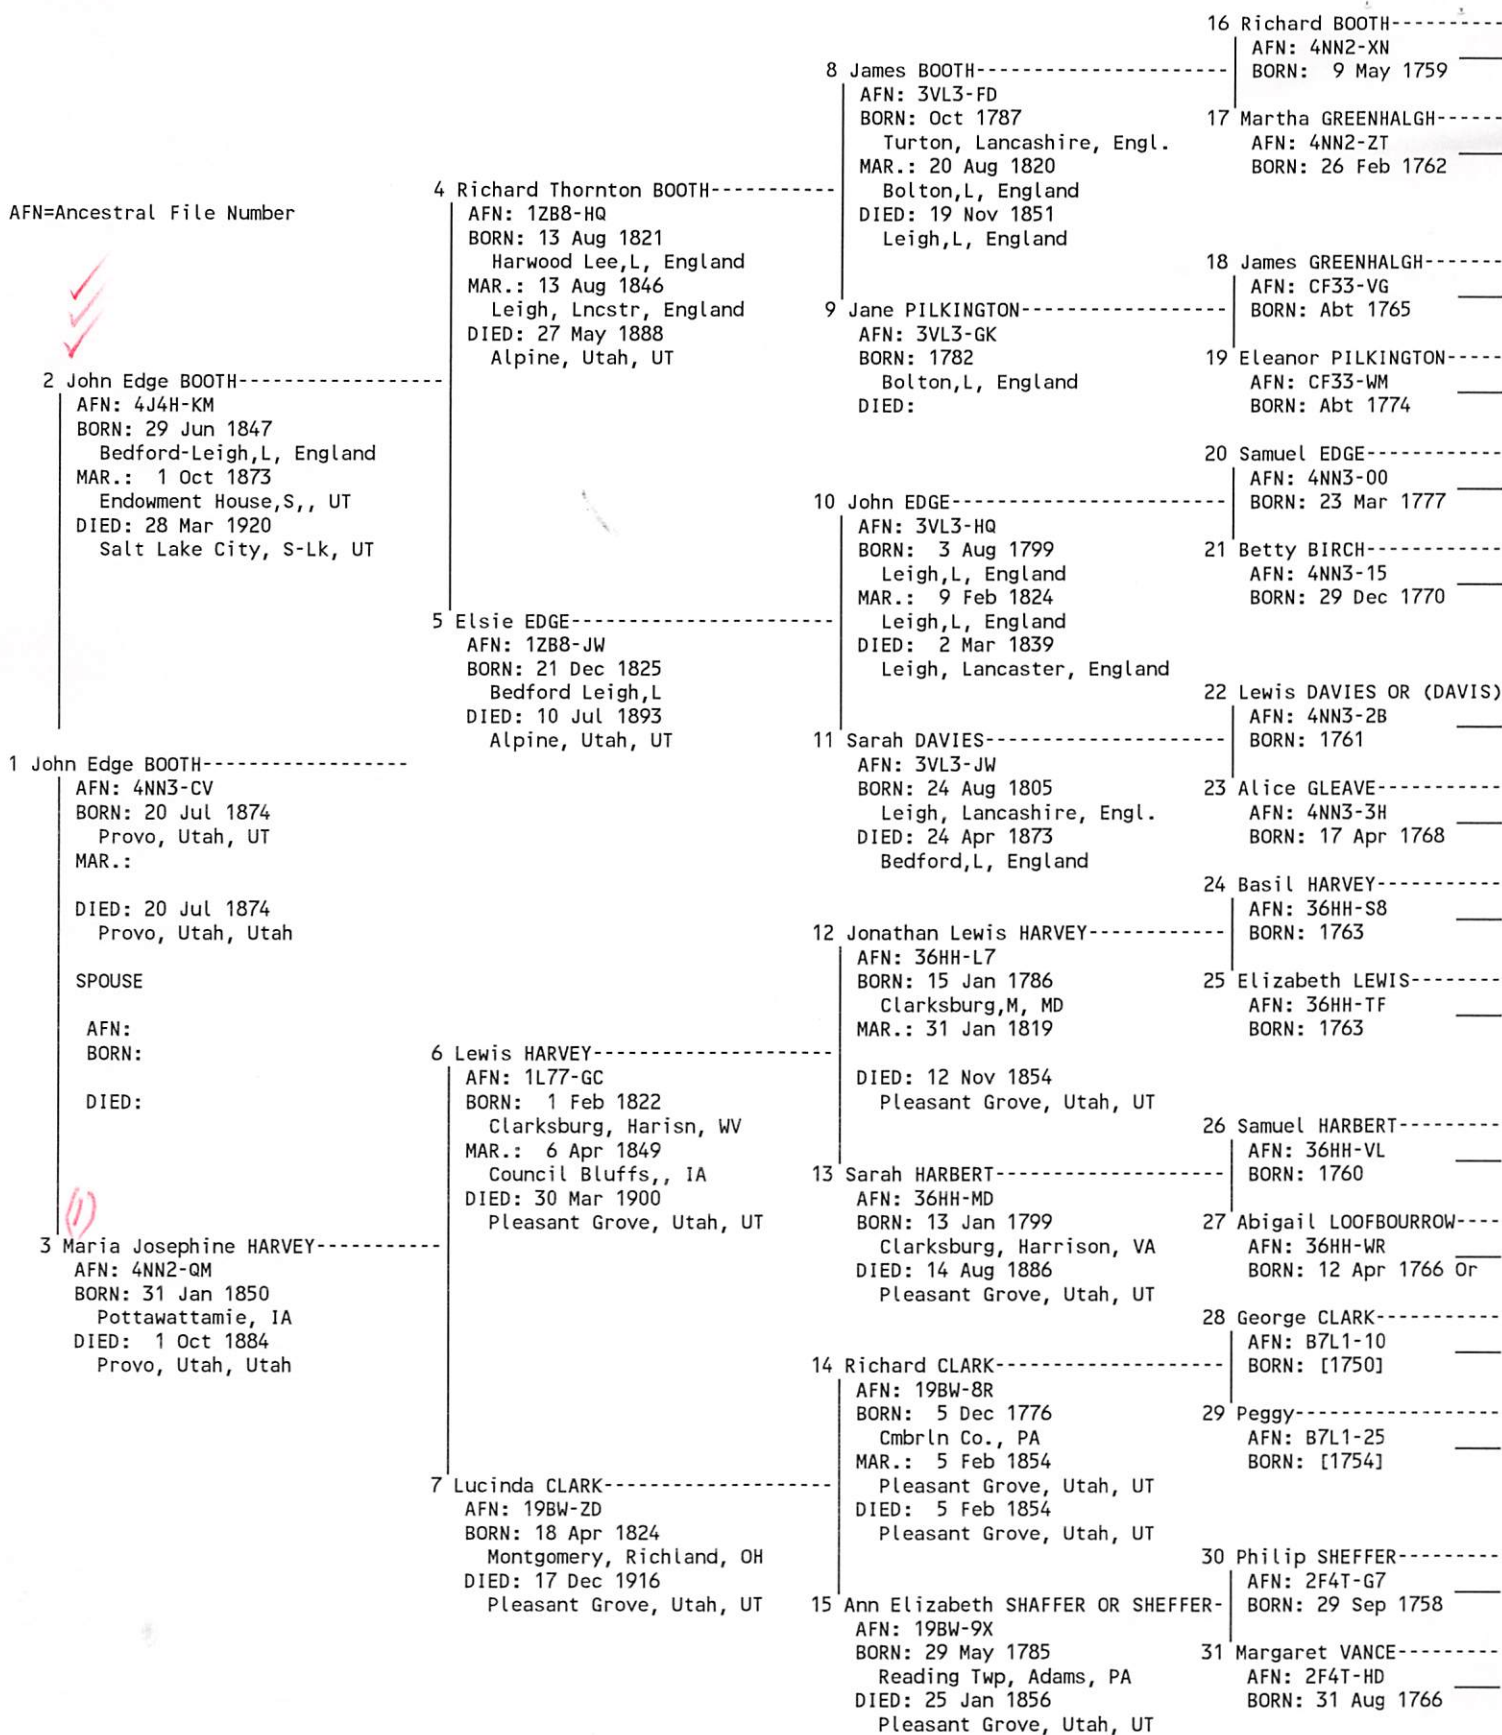 AFN=Ancestral File Number
1 John Edge BOOTH-----------------
AFN: 4NN3-CV
BORN: 20 Jul 1874
Provo, Utah, UT
MAR.:
DIED: 20 Jul 1874
Provo, Utah, Utah
SPOUSE
AFN:
BORN:
DIED:
2 John Edge BOOTH-----------------
AFN: 4J4H-KM
BORN: 29 Jun 1847
Bedford-Leigh,L, England
MAR.: 1 Oct 1873
Endowment House,S,, UT
DIED: 28 Mar 1920
Salt Lake City, S-Lk, UT
(1)
3 Maria Josephine HARVEY-----------
AFN: 4NN2-QM
BORN: 31 Jan 1850
Pottawattamie, IA
DIED: 1 Oct 1884
Provo, Utah, Utah
4 Richard Thornton BOOTH-----------
AFN: 1ZB8-HQ
BORN: 13 Aug 1821
Harwood Lee,L, England
MAR.: 13 Aug 1846
Leigh, Lncstr, England
DIED: 27 May 1888
Alpine, Utah, UT
5 Elsie EDGE-----------------------
AFN: 1ZB8-JW
BORN: 21 Dec 1825
Bedford Leigh,L
DIED: 10 Jul 1893
Alpine, Utah, UT
6 Lewis HARVEY---------------------
AFN: 1L77-GC
BORN: 1 Feb 1822
Clarksburg, Harisn, WV
MAR.: 6 Apr 1849
Council Bluffs,, IA
DIED: 30 Mar 1900
Pleasant Grove, Utah, UT
7 Lucinda CLARK--------------------
AFN: 19BW-ZD
BORN: 18 Apr 1824
Montgomery, Richland, OH
DIED: 17 Dec 1916
Pleasant Grove, Utah, UT
8 James BOOTH----------------------
AFN: 3VL3-FD
BORN: Oct 1787
Turton, Lancashire, Engl.
MAR.: 20 Aug 1820
Bolton,L, England
DIED: 19 Nov 1851
Leigh,L, England
9 Jane PILKINGTON------------------
AFN: 3VL3-GK
BORN: 1782
Bolton,L, England
DIED:
10 John EDGE------------------------
AFN: 3VL3-HQ
BORN: 3 Aug 1799
Leigh,L, England
MAR.: 9 Feb 1824
Leigh,L, England
DIED: 2 Mar 1839
Leigh, Lancaster, England
11 Sarah DAVIES---------------------
AFN: 3VL3-JW
BORN: 24 Aug 1805
Leigh, Lancashire, Engl.
DIED: 24 Apr 1873
Bedford,L, England
12 Jonathan Lewis HARVEY------------
AFN: 36HH-L7
BORN: 15 Jan 1786
Clarksburg,M, MD
MAR.: 31 Jan 1819
DIED: 12 Nov 1854
Pleasant Grove, Utah, UT
13 Sarah HARBERT--------------------
AFN: 36HH-MD
BORN: 13 Jan 1799
Clarksburg, Harrison, VA
DIED: 14 Aug 1886
Pleasant Grove, Utah, UT
14 Richard CLARK--------------------
AFN: 19BW-8R
BORN: 5 Dec 1776
Cmbrln Co., PA
MAR.: 5 Feb 1854
Pleasant Grove, Utah, UT
DIED: 5 Feb 1854
Pleasant Grove, Utah, UT
15 Ann Elizabeth SHAFFER OR SHEFFER-
AFN: 19BW-9X
BORN: 29 May 1785
Reading Twp, Adams, PA
DIED: 25 Jan 1856
Pleasant Grove, Utah, UT
16 Richard BOOTH----------
AFN: 4NN2-XN
BORN: 9 May 1759
17 Martha GREENHALGH------
AFN: 4NN2-ZT
BORN: 26 Feb 1762
18 James GREENHALGH-------
AFN: CF33-VG
BORN: Abt 1765
19 Eleanor PILKINGTON-----
AFN: CF33-WM
BORN: Abt 1774
20 Samuel EDGE------------
AFN: 4NN3-00
BORN: 23 Mar 1777
21 Betty BIRCH------------
AFN: 4NN3-15
BORN: 29 Dec 1770
22 Lewis DAVIES OR (DAVIS)
AFN: 4NN3-2B
BORN: 1761
23 Alice GLEAVE-----------
AFN: 4NN3-3H
BORN: 17 Apr 1768
24 Basil HARVEY-----------
AFN: 36HH-S8
BORN: 1763
25 Elizabeth LEWIS--------
AFN: 36HH-TF
BORN: 1763
26 Samuel HARBERT---------
AFN: 36HH-VL
BORN: 1760
27 Abigail LOOFBOURROW----
AFN: 36HH-WR
BORN: 12 Apr 1766 Or
28 George CLARK-----------
AFN: B7L1-10
BORN: [1750]
29 Peggy------------------
AFN: B7L1-25
BORN: [1754]
30 Philip SHEFFER---------
AFN: 2F4T-G7
BORN: 29 Sep 1758
31 Margaret VANCE---------
AFN: 2F4T-HD
BORN: 31 Aug 1766